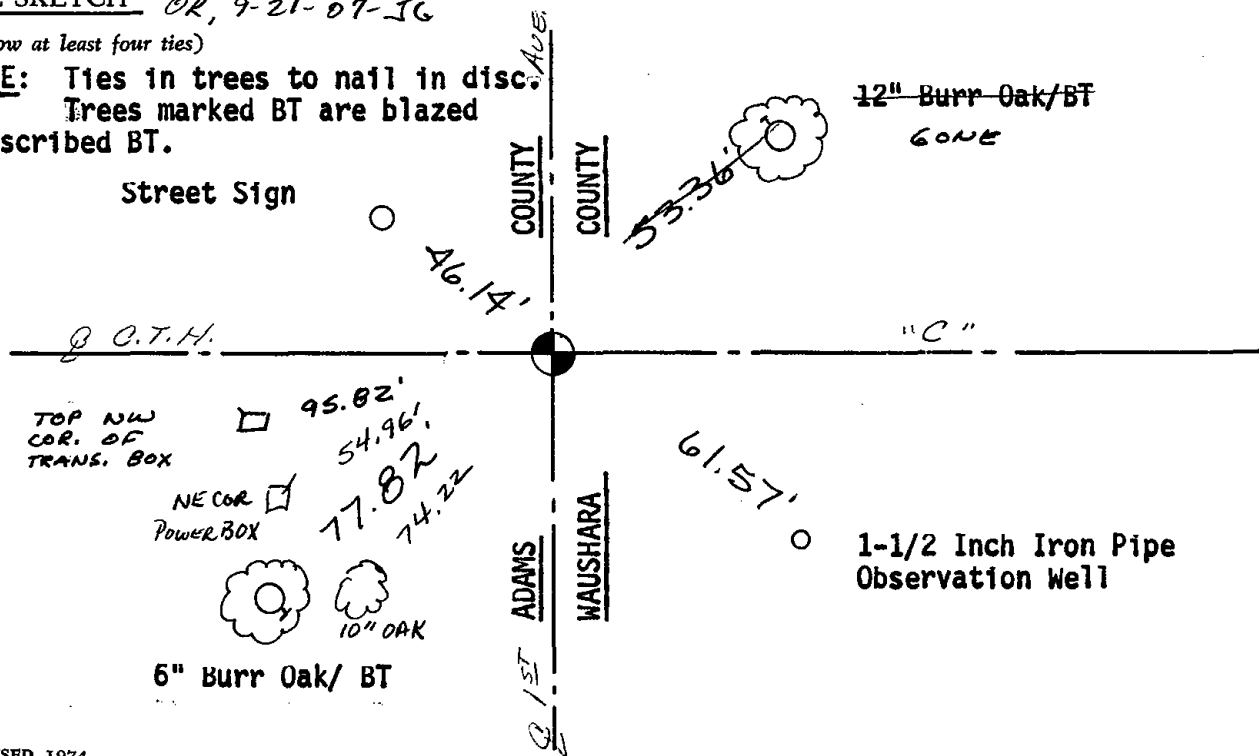 SKETCH OR, 9-21-07-JG
ow at least four ties)
E: Ties in trees to nail in disc.
Trees marked BT are blazed
scribed BT.
Street Sign
AVE.
COUNTY
COUNTY
12" Burr Oak/BT
GONE
53.36'
46.14'
C.T.H.
"C"
TOP NW
COR. OF
TRANS. BOX
95.82'
54.96'
NE COR
POWER BOX
77.82
74.22
61.57'
1-1/2 Inch Iron Pipe
Observation Well
ADAMS
WAUSHARA
10" OAK
6" Burr Oak/ BT
1ST
SED 1974